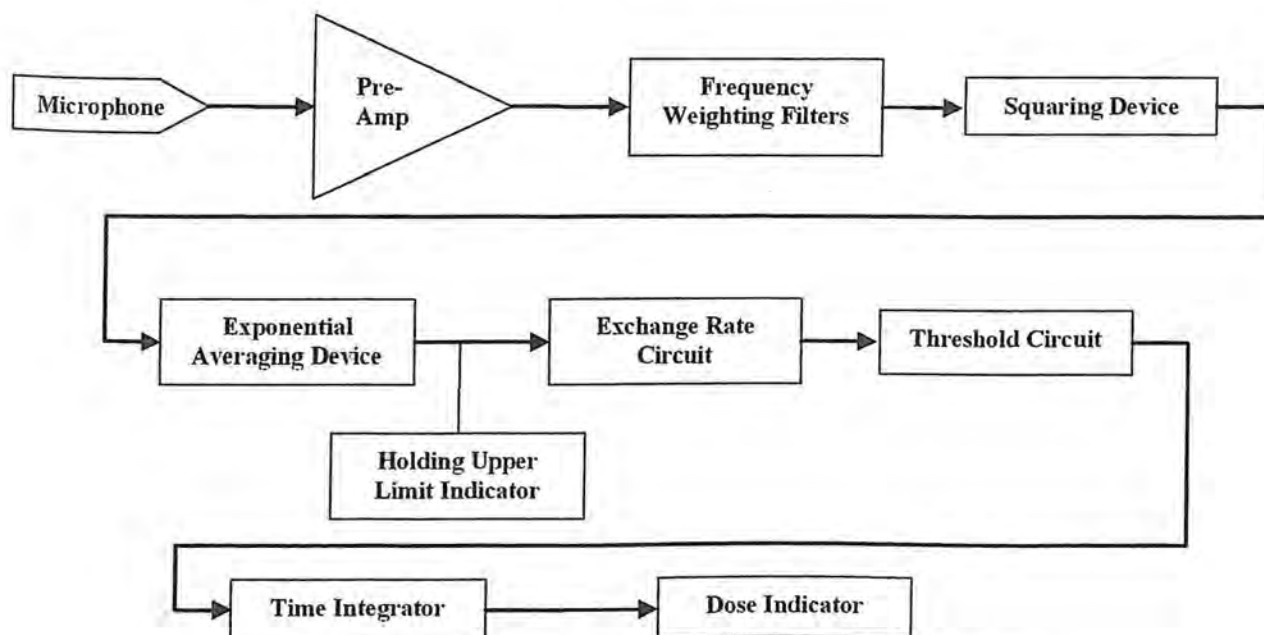 Microphone
Pre-
Amp
Frequency
Weighting Filters
Squaring Device
Exponential
Averaging Device
Exchange Rate
Circuit
Threshold Circuit
Holding Upper
Limit Indicator
Time Integrator
Dose Indicator